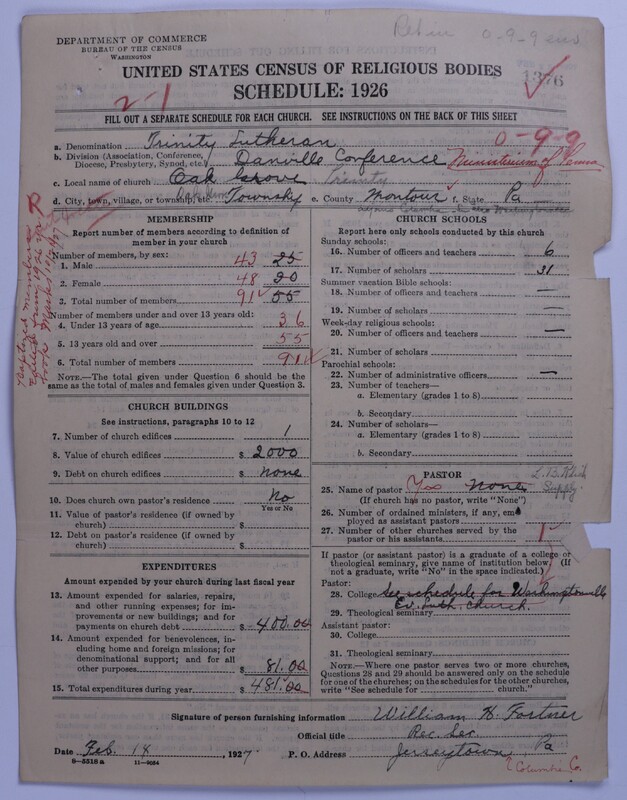 DEPARTMENT OF COMMERCE
BUREAU OF THE CENSUS
WASHINGTON
0-9-9
UNITED STATES CENSUS OF RELIGIOUS BODIES
1376
SCHEDULE: 1926
2-1
FILL OUT A SEPARATE SCHEDULE FOR EACH CHURCH. SEE INSTRUCTIONS ON THE BACK OF THIS SHEET
0-9-9
a. Denomination Trinity Lutheran
b. Division (Association, Conference, Diocese, Presbytery, Synod, etc.) Danville Conference Ministerium of Penna
c. Local name of church Oak Grove Trinity
d. City, town, village, or township, etc. Township e. County Montour f. State Pa
MEMBERSHIP
Report number of members according to definition of
member in your church
Number of members, by sex:
1. Male 43 25
2. Female 48 20
3. Total number of members 91 55
Number of members under and over 13 years old:
4. Under 13 years of age 36
5. 13 years old and over 55
6. Total number of members 91
NOTE.—The total given under Question 6 should be the
same as the total of males and females given under Question 3.
CHURCH BUILDINGS
See instructions, paragraphs 10 to 12
7. Number of church edifices 1
8. Value of church edifices $ 2000
9. Debt on church edifices $ None
10. Does church own pastor's residence? No
Yes or No
11. Value of pastor's residence (if owned by
church) $
12. Debt on pastor's residence (if owned by
church) $
EXPENDITURES
Amount expended by your church during last fiscal year
13. Amount expended for salaries, repairs,
and other running expenses; for im-
provements or new buildings; and for
payments on church debt $ 400.00
14. Amount expended for benevolences, in-
cluding home and foreign missions; for
denominational support; and for all
other purposes $ 81.00
15. Total expenditures during year $ 481.00
CHURCH SCHOOLS
Report here only schools conducted by this church
Sunday schools:
16. Number of officers and teachers 6
17. Number of scholars 31
Summer vacation Bible schools:
18. Number of officers and teachers —
19. Number of scholars —
Week-day religious schools:
20. Number of officers and teachers —
21. Number of scholars
Parochial schools:
22. Number of administrative officers —
23. Number of teachers—
a. Elementary (grades 1 to 8)
b. Secondary
24. Number of scholars—
a. Elementary (grades 1 to 8)
b. Secondary
PASTOR
25. Name of pastor Yes None Supply
(If church has no pastor, write "None")
26. Number of ordained ministers, if any, em-
ployed as assistant pastors
27. Number of other churches served by the
pastor or his assistants 1
If pastor (or assistant pastor) is a graduate of a college or
theological seminary, give name of institution below. (If
not a graduate, write "No" in the space indicated.)
Pastor:
28. College See schedule for Washingtonville
29. Theological seminary Ev. Luth. Church.
Assistant pastor:
30. College
31. Theological seminary
NOTE.—Where one pastor serves two or more churches,
Questions 28 and 29 should be answered only on the schedule
for one of the churches; on the schedules for the other churches,
write "See schedule for church."
Signature of person furnishing information William H. Fortner
Official title Rec. Sec.
Date Feb. 18, 1927 P. O. Address Jerseytown, Pa
8-5518 a 11-9054
? Columbia Co.